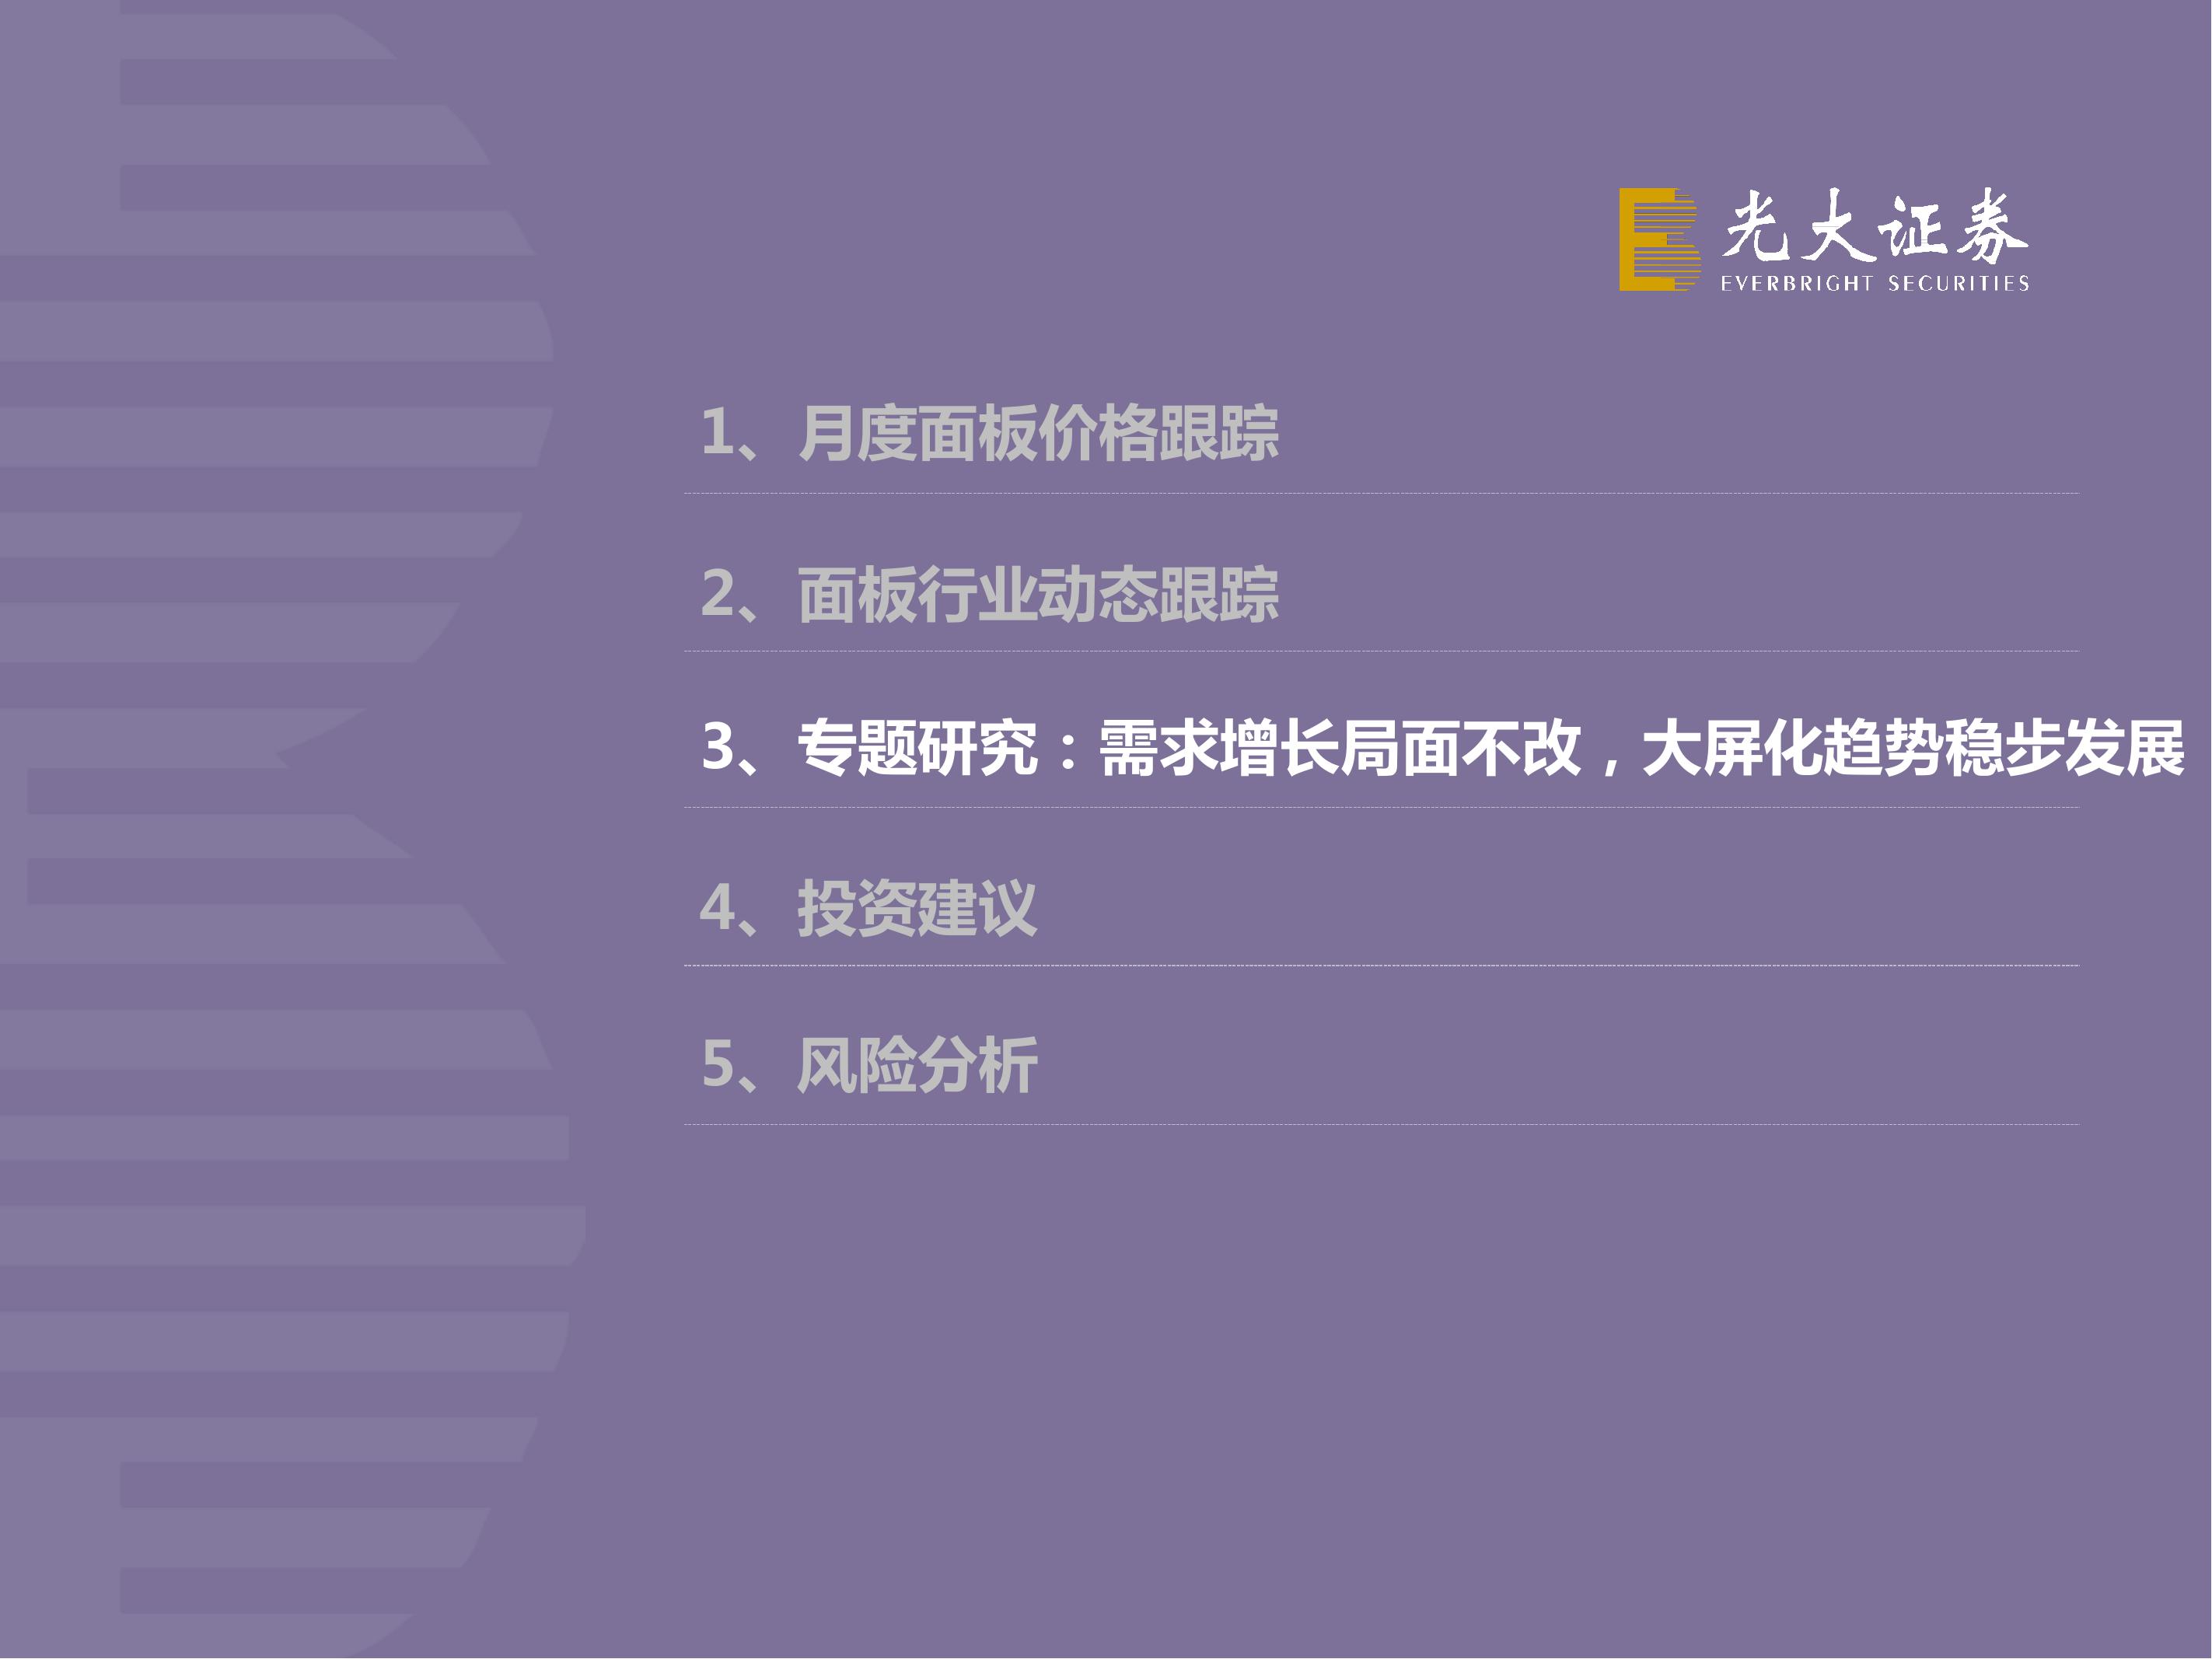 光大证券
EVERBRIGHT SECURITIES
1、月度面板价格跟踪
2、面板行业动态跟踪
3、专题研究：需求增长局面不改，大屏化趋势稳步发展
4、投资建议
5、风险分析